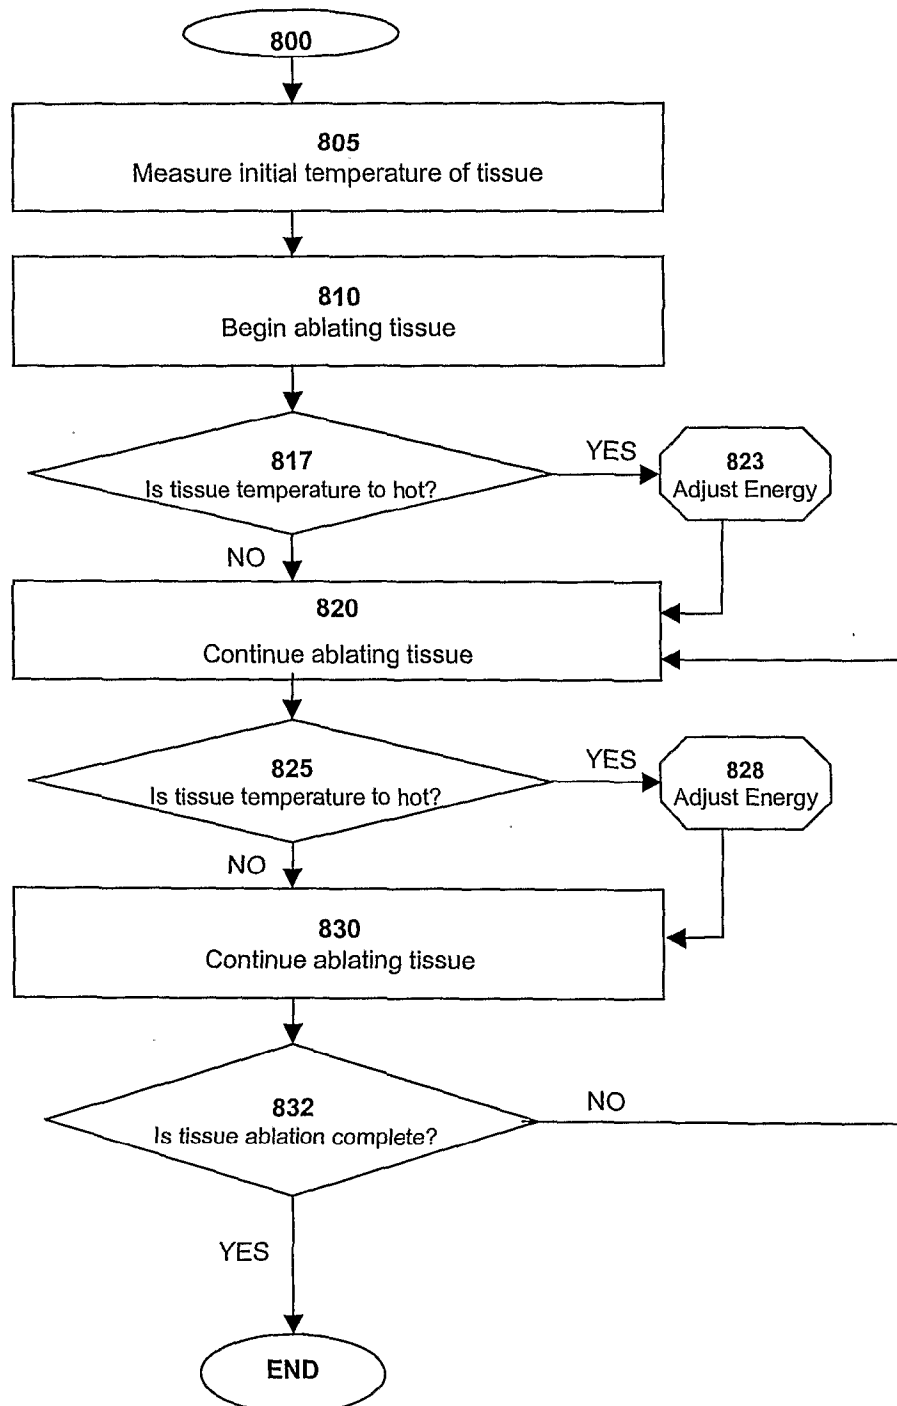 800
805
Measure initial temperature of tissue
810
Begin ablating tissue
817
Is tissue temperature to hot?
YES
823
Adjust Energy
NO
820
Continue ablating tissue
825
Is tissue temperature to hot?
YES
828
Adjust Energy
NO
830
Continue ablating tissue
832
Is tissue ablation complete?
NO
YES
END